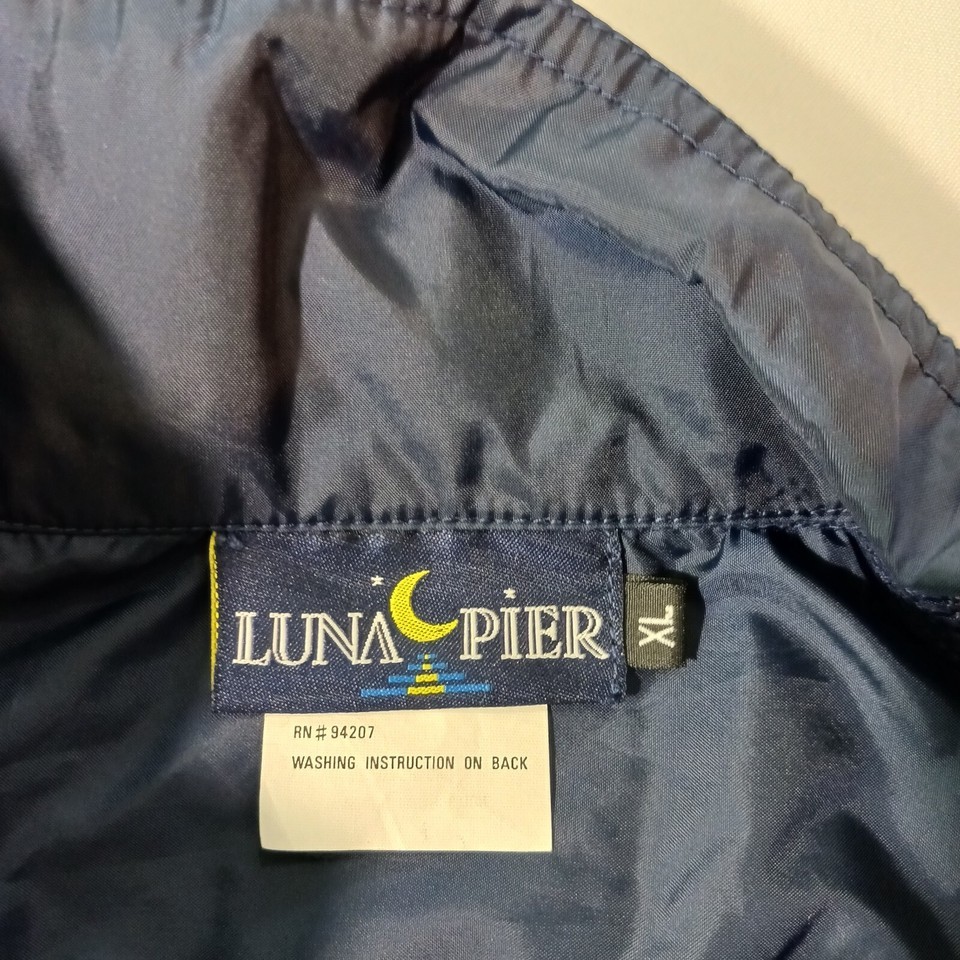 LUNA PIER
XL
RN # 94207
WASHING INSTRUCTION ON BACK